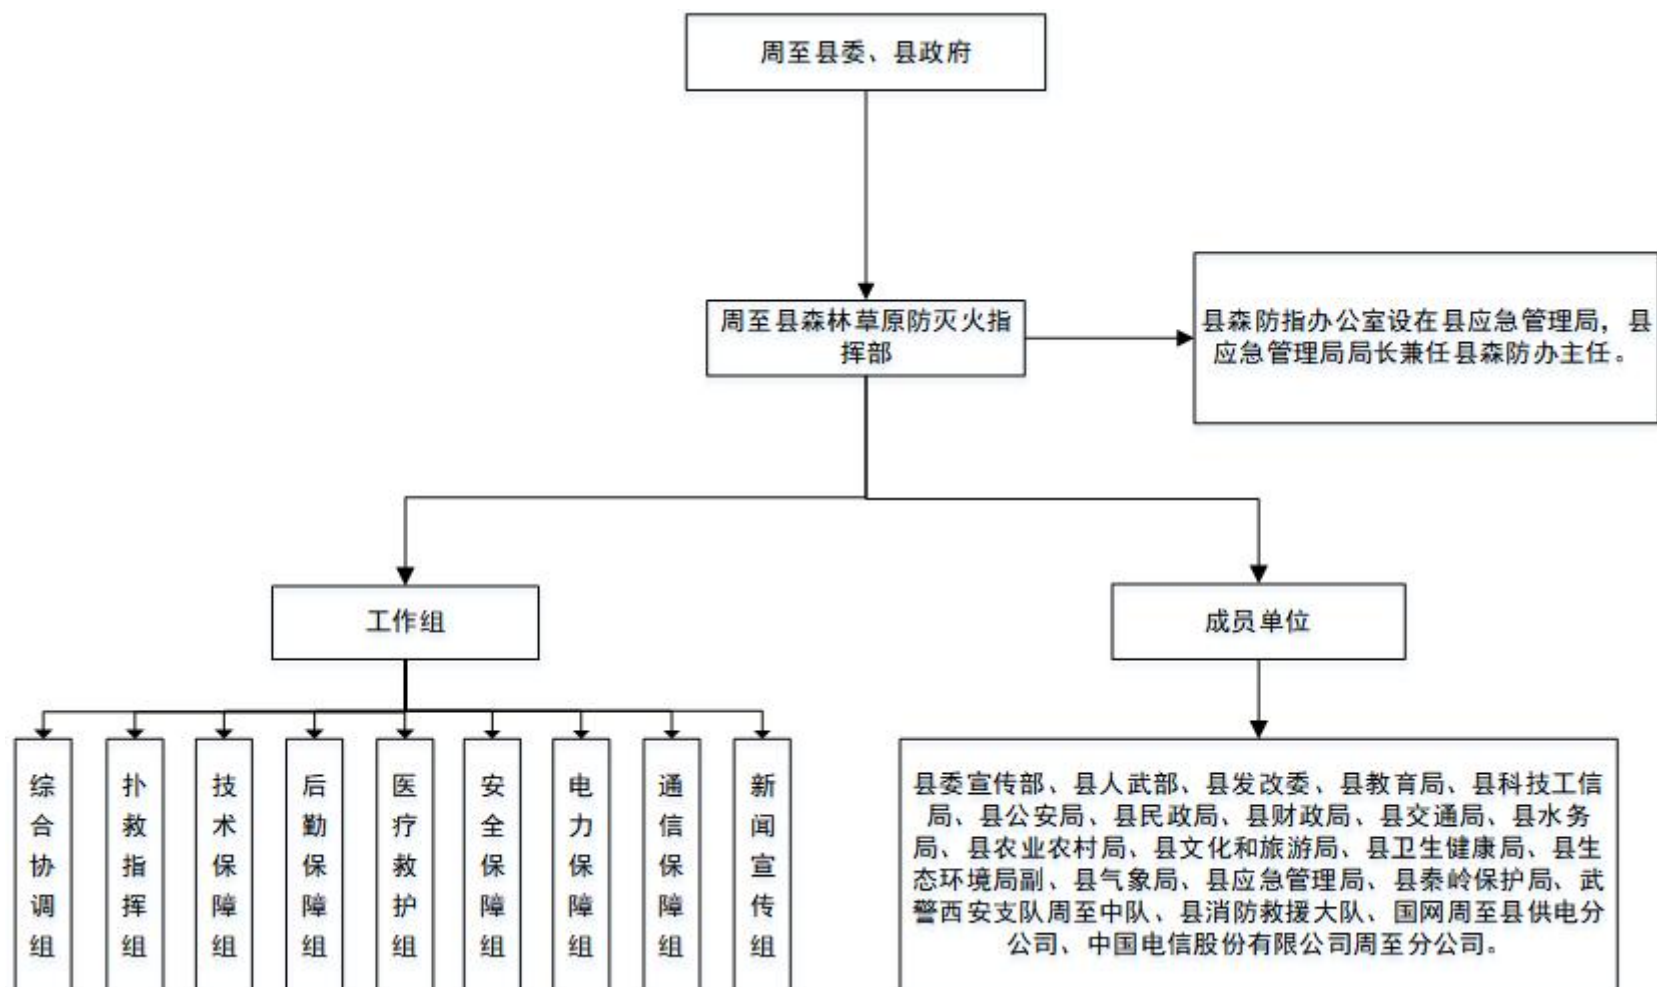 周至县委、县政府
周至县森林草原防灭火指
挥部
县森防指办公室设在县应急管理局，县
应急管理局局长兼任县森防办主任。
工作组
成员单位
综合协调组
扑救指挥组
技术保障组
后勤保障组
医疗救护组
安全保障组
电力保障组
通信保障组
新闻宣传组
县委宣传部、县人武部、县发改委、县教育局、县科技工信
局、县公安局、县民政局、县财政局、县交通局、县水务
局、县农业农村局、县文化和旅游局、县卫生健康局、县生
态环境局副、县气象局、县应急管理局、县秦岭保护局、武
警西安支队周至中队、县消防救援大队、国网周至县供电分
公司、中国电信股份有限公司周至分公司。